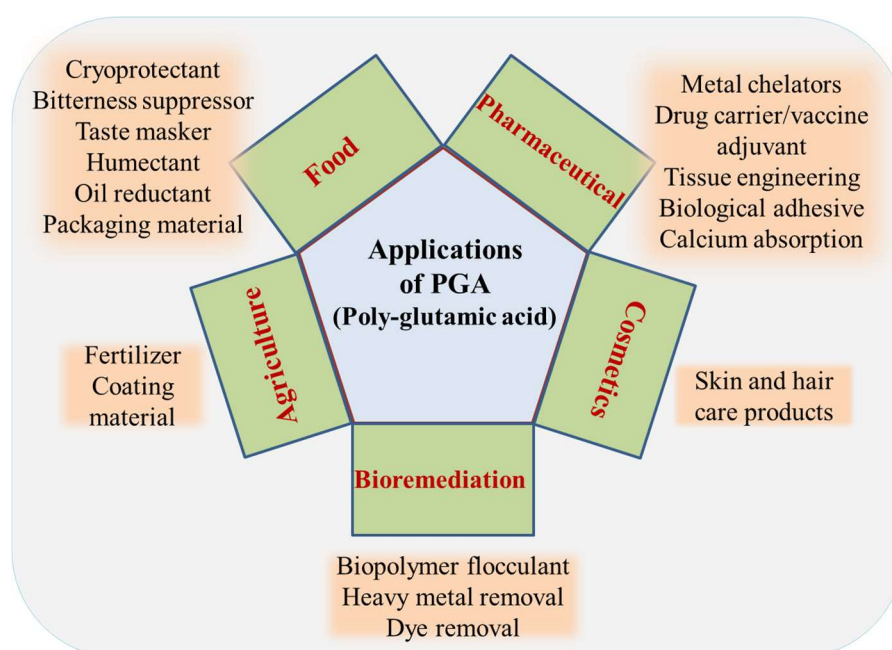 Cryoprotectant
Bitterness suppressor
Taste masker
Humectant
Oil reductant
Packaging material
Food
Pharmaceutical
Metal chelators
Drug carrier/vaccine
adjuvant
Tissue engineering
Biological adhesive
Calcium absorption
Applications
of PGA
(Poly-glutamic acid)
Agriculture
Fertilizer
Coating
material
Cosmetics
Skin and hair
care products
Bioremediation
Biopolymer flocculant
Heavy metal removal
Dye removal